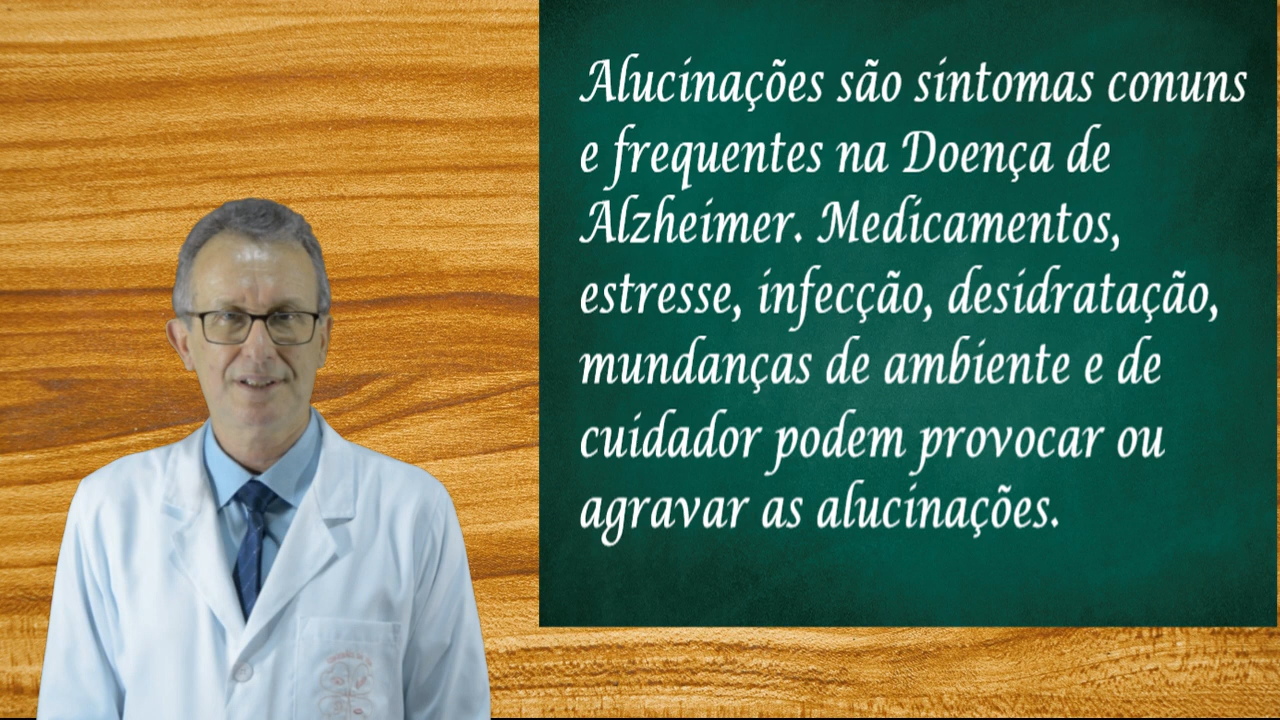 Alucinações são sintomas conuns
e frequentes na Doença de
Alzheimer. Medicamentos,
estresse, infecção, desidratação,
mundanças de ambiente e de
cuidador podem provocar ou
agravar as alucinações.